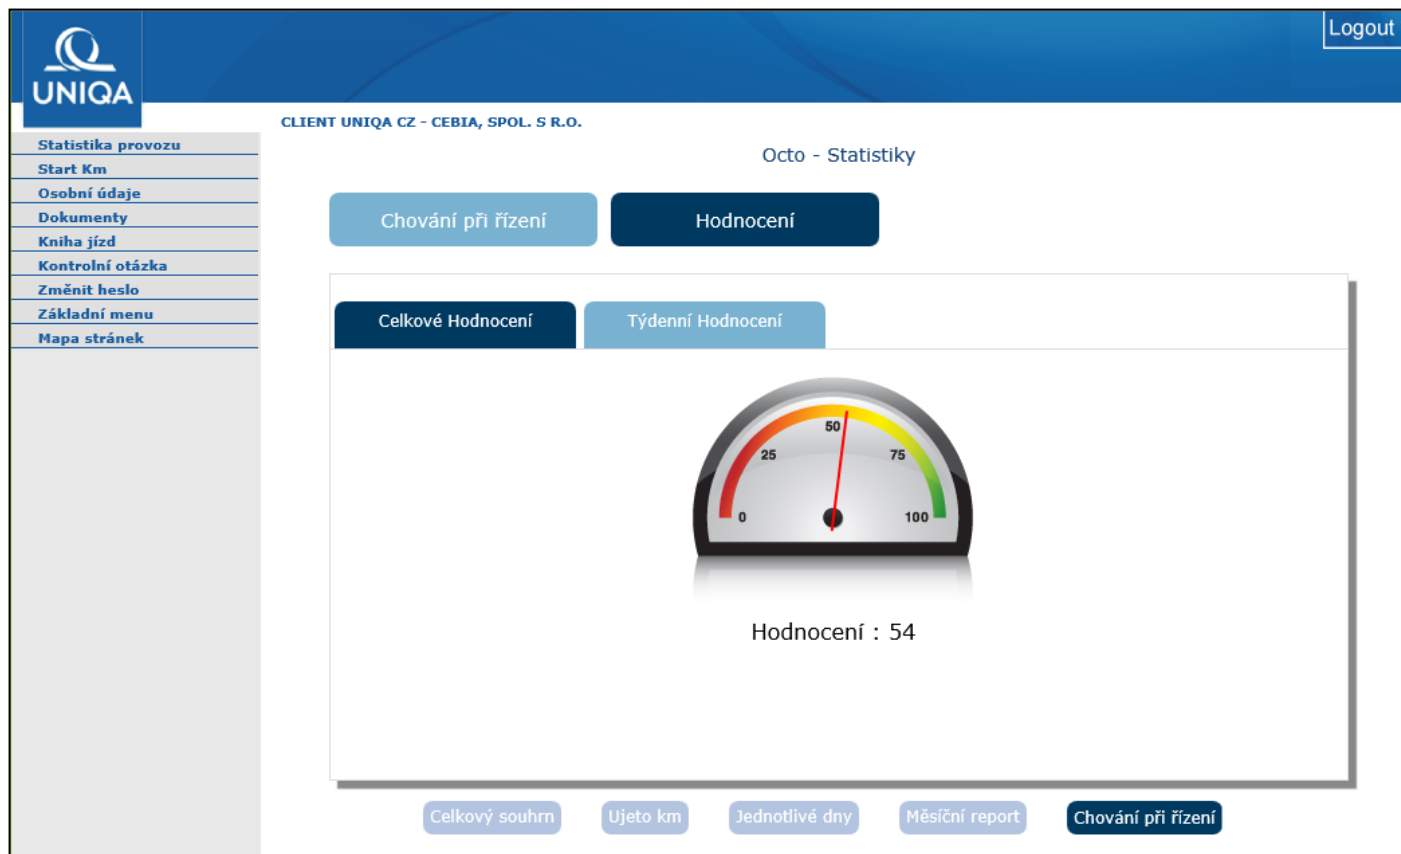 Logout
UNIQA
CLIENT UNIQA CZ - CEBIA, SPOL. S R.O.
Statistika provozu
Start Km
Osobní údaje
Dokumenty
Kniha jízd
Kontrolní otázka
Změnit heslo
Základní menu
Mapa stránek
Octo - Statistiky
Chování při řízení
Hodnocení
Celkové Hodnocení
Týdenní Hodnocení
50
25
75
0
100
Hodnocení : 54
Celkový souhrn
Ujeto km
Jednotlivé dny
Měsíční report
Chování při řízení